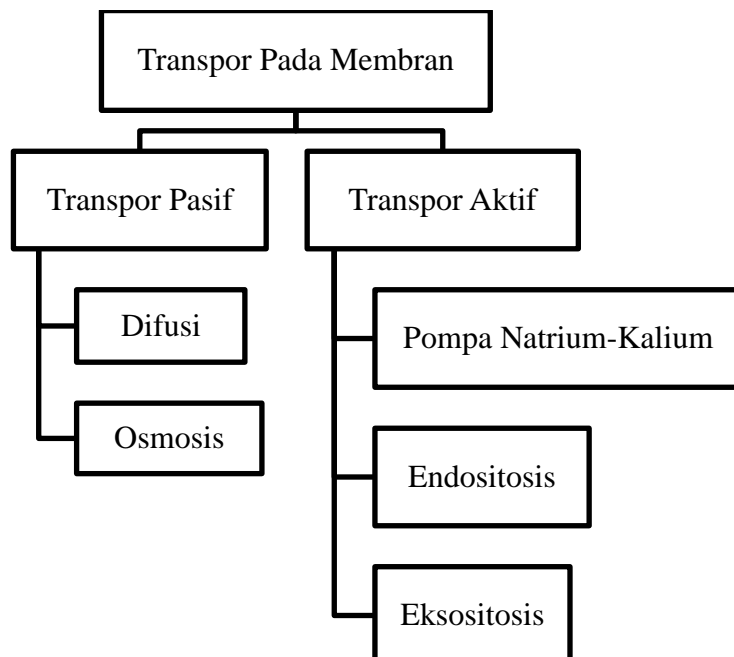 Transpor Pada Membran
Transpor Pasif
Transpor Aktif
Difusi
Osmosis
Pompa Natrium-Kalium
Endositosis
Eksositosis